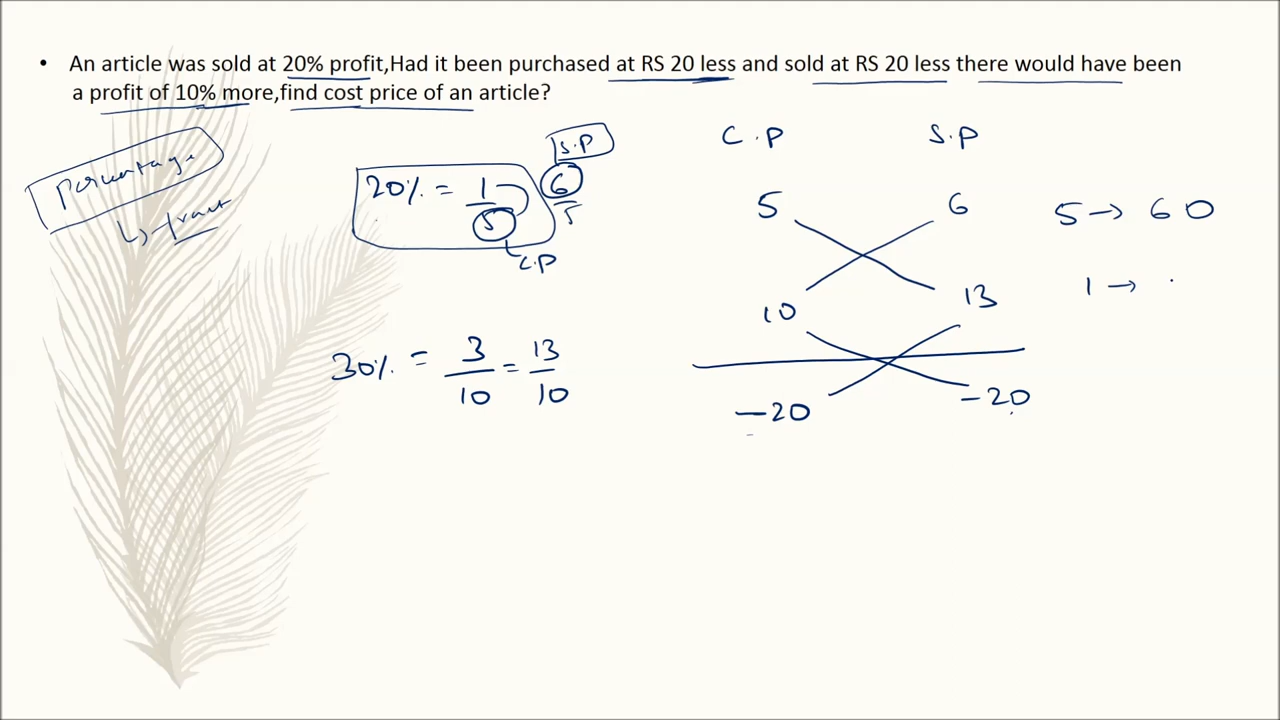 • An article was sold at 20% profit,Had it been purchased at RS 20 less and sold at RS 20 less there would have been
a profit of 10% more,find cost price of an article?
C.P S.P
S.P
Percentage
20% = 1/5 6/5
C.P
5 6 5 → 60
10 13 1 →
30% = 3/10 = 13/10
-20 -20